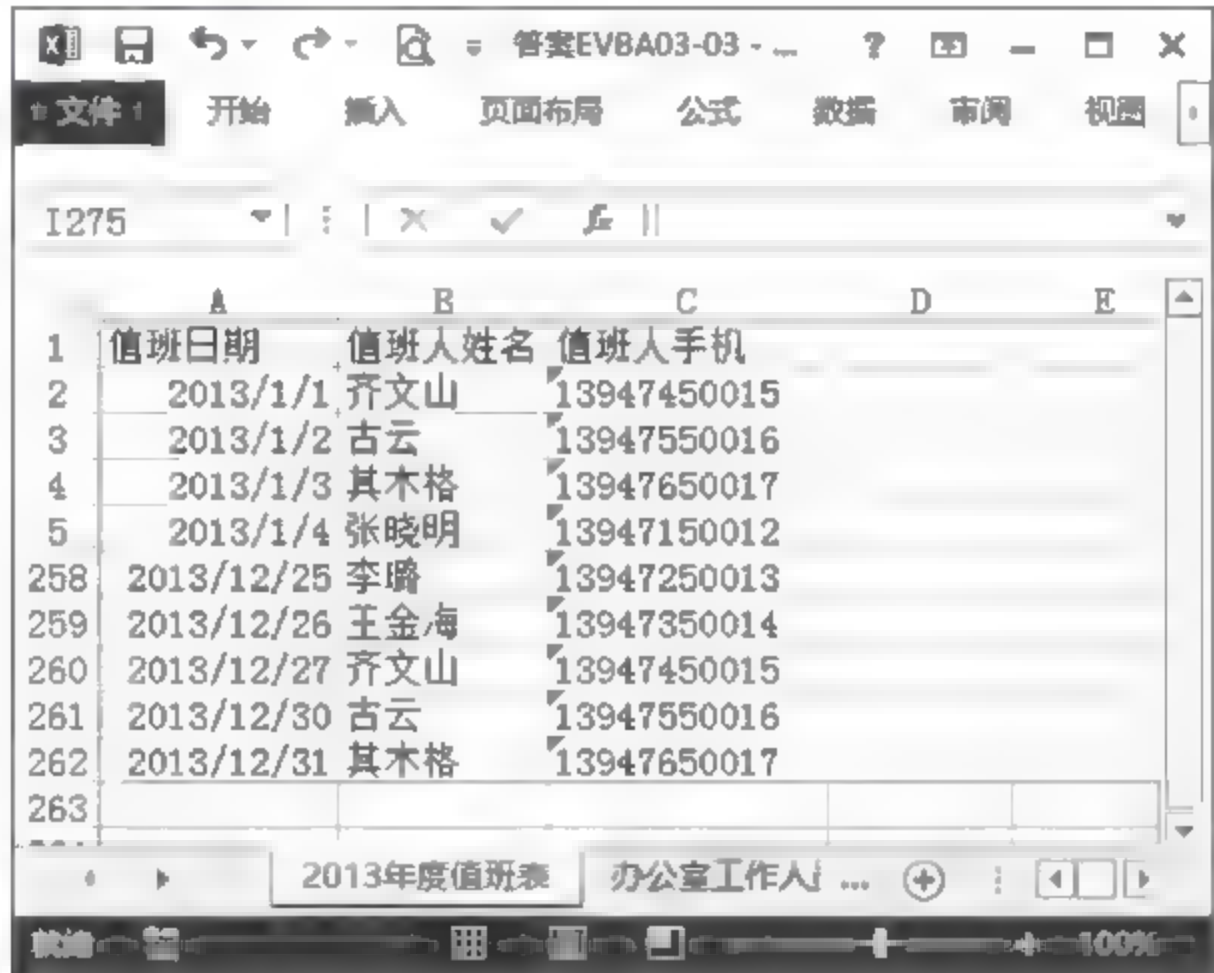 答案EVBA03-03 - ...
文件 开始 插入 页面布局 公式 数据 审阅 视图
I275
A B C D E
1 值班日期 值班人姓名 值班人手机
2 2013/1/1 齐文山 13947450015
3 2013/1/2 古云 13947550016
4 2013/1/3 其木格 13947650017
5 2013/1/4 张晓明 13947150012
258 2013/12/25 李璐 13947250013
259 2013/12/26 王金海 13947350014
260 2013/12/27 齐文山 13947450015
261 2013/12/30 古云 13947550016
262 2013/12/31 其木格 13947650017
263
2013年度值班表 办公室工作人 ...
就绪 100%